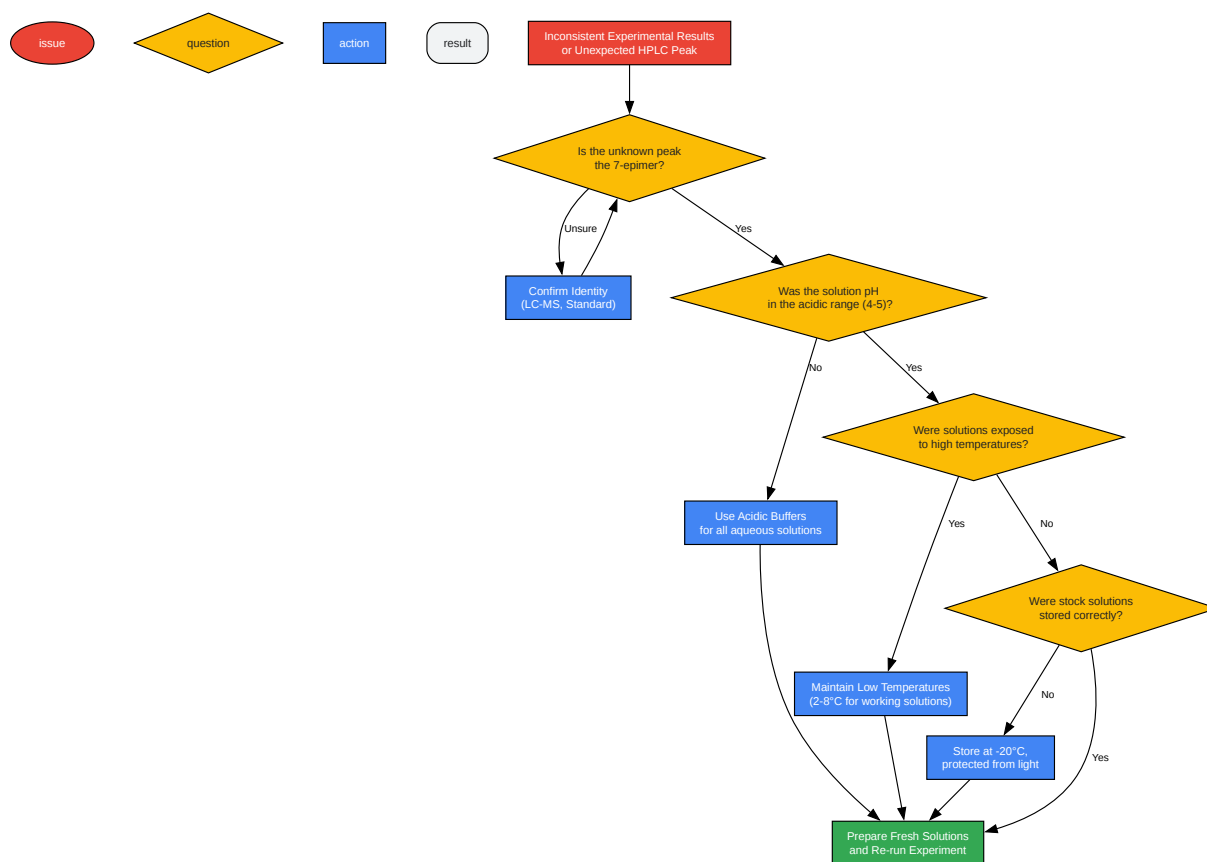 issue
question
action
result
Inconsistent Experimental Results
or Unexpected HPLC Peak
Is the unknown peak
the 7-epimer?
Unsure
Yes
Confirm Identity
(LC-MS, Standard)
Was the solution pH
in the acidic range (4-5)?
No
Yes
Were solutions exposed
to high temperatures?
Use Acidic Buffers
for all aqueous solutions
Yes
No
Were stock solutions
stored correctly?
Maintain Low Temperatures
(2-8°C for working solutions)
No
Store at -20°C,
protected from light
Yes
Prepare Fresh Solutions
and Re-run Experiment